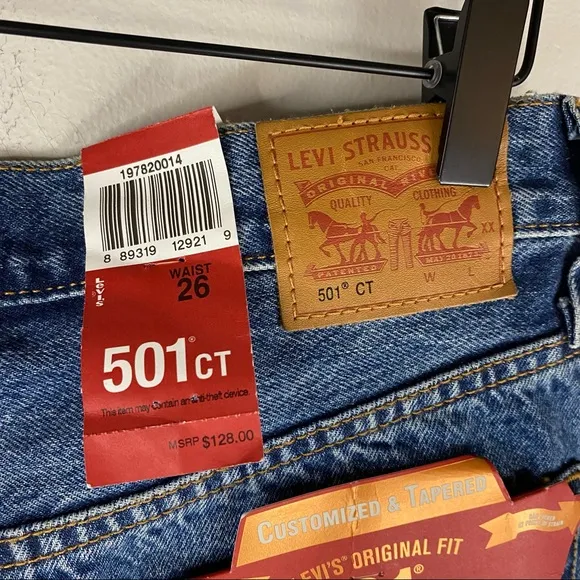 197820014
8 89319 12921 9
Levi's
WAIST
26
501® CT
This item may contain an anti-theft device.
MSRP $128.00
LEVI STRAUSS
SAN FRANCISCO
CAL
ORIGINAL
QUALITY
CLOTHING
XX
PATENTED
MAY 20 1873
W
501® CT
CUSTOMIZED & TAPERED
LEVI'S® ORIGINAL FIT